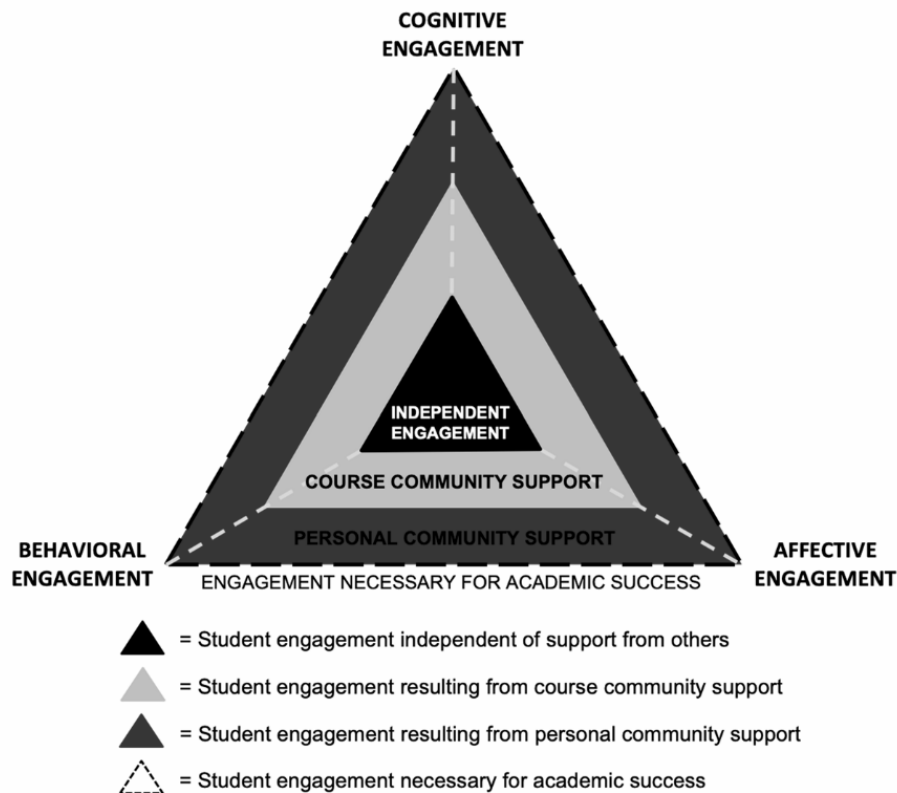 COGNITIVE
ENGAGEMENT
INDEPENDENT
ENGAGEMENT
COURSE COMMUNITY SUPPORT
PERSONAL COMMUNITY SUPPORT
BEHAVIORAL
ENGAGEMENT
AFFECTIVE
ENGAGEMENT
ENGAGEMENT NECESSARY FOR ACADEMIC SUCCESS
= Student engagement independent of support from others
= Student engagement resulting from course community support
= Student engagement resulting from personal community support
= Student engagement necessary for academic success